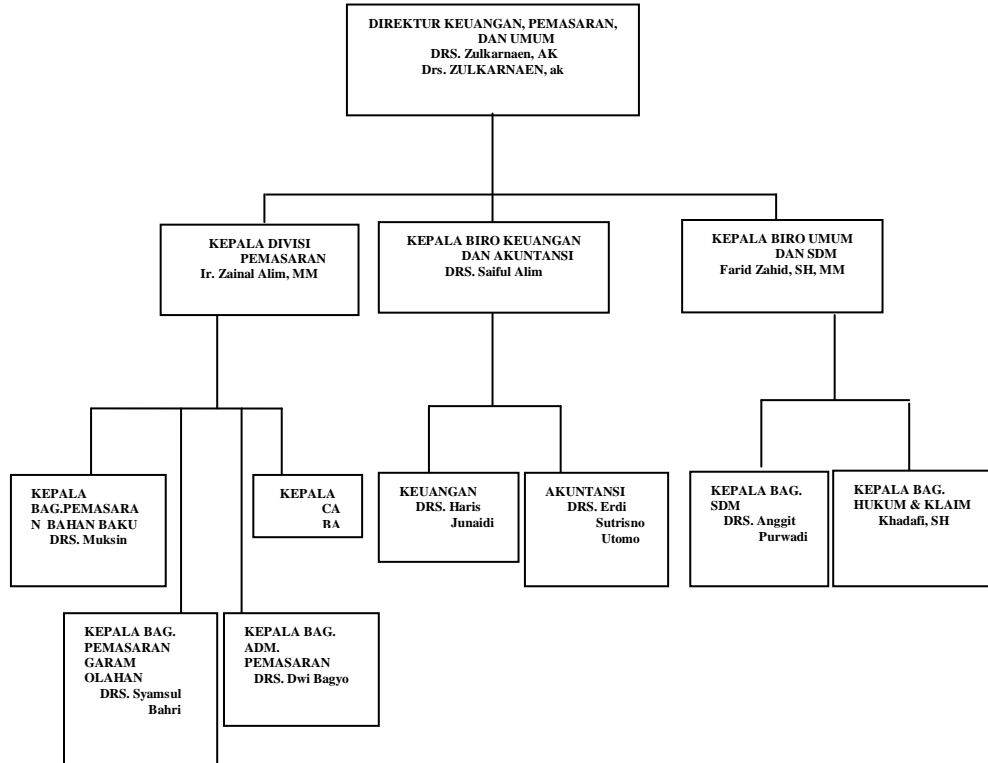 DIREKTUR KEUANGAN, PEMASARAN,
DAN UMUM
DRS. Zulkarnaen, AK
Drs. ZULKARNAEN, ak
KEPALA DIVISI
PEMASARAN
Ir. Zainal Alim, MM
KEPALA BIRO KEUANGAN
DAN AKUNTANSI
DRS. Saiful Alim
KEPALA BIRO UMUM
DAN SDM
Farid Zahid, SH, MM
KEPALA
BAG.PEMASARA
N BAHAN BAKU
DRS. Muksin
KEPALA
CA
BA
KEUANGAN
DRS. Haris
Junaidi
AKUNTANSI
DRS. Erdi
Sutrisno
Utomo
KEPALA BAG.
SDM
DRS. Anggit
Purwadi
KEPALA BAG.
HUKUM & KLAIM
Khadafi, SH
KEPALA BAG.
PEMASARAN
GARAM
OLAHAN
DRS. Syamsul
Bahri
KEPALA BAG.
ADM.
PEMASARAN
DRS. Dwi Bagyo